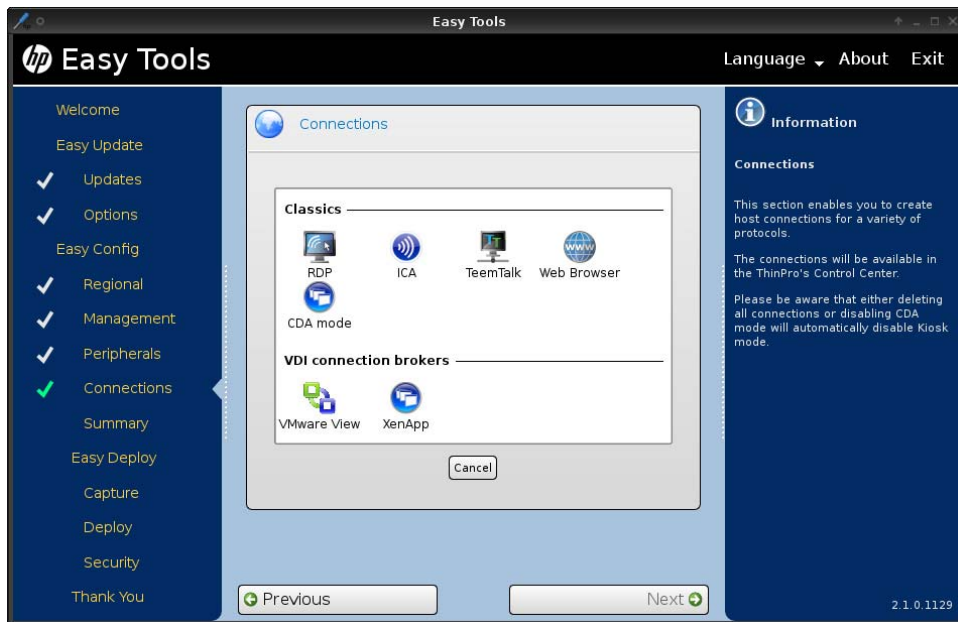 Easy Tools
hp Easy Tools
Language About Exit
Welcome
Easy Update
Updates
Options
Easy Config
Regional
Management
Peripherals
Connections
Summary
Easy Deploy
Capture
Deploy
Security
Thank You
Connections
Classics
RDP ICA TeemTalk Web Browser
CDA mode
VDI connection brokers
VMware View XenApp
Cancel
Previous Next
Information
Connections
This section enables you to create
host connections for a variety of
protocols.
The connections will be available in
the ThinPro's Control Center.
Please be aware that either deleting
all connections or disabling CDA
mode will automatically disable Kiosk
mode.
2.1.0.1129